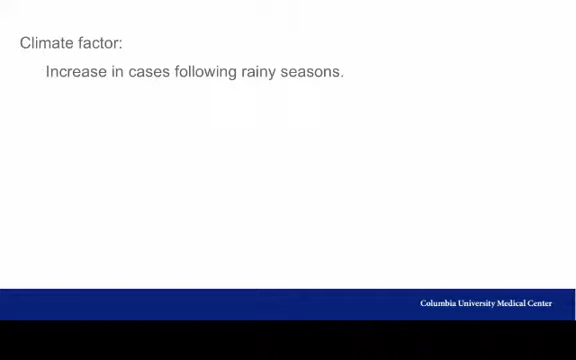 Climate factor:
Increase in cases following rainy seasons.
Columbia University Medical Center